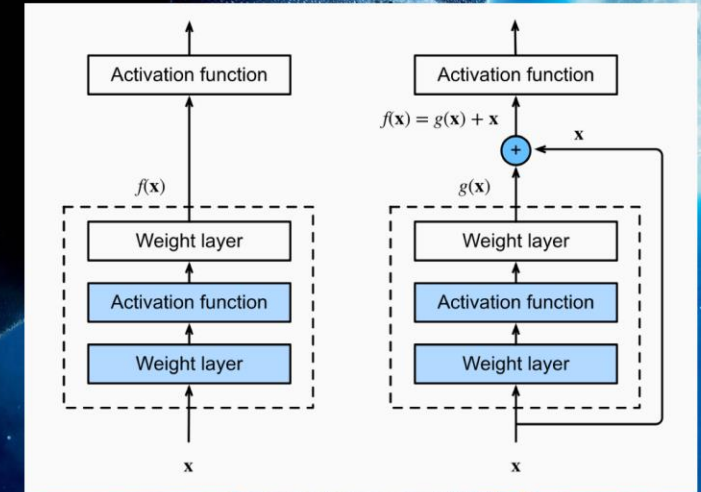 Activation function
f(x)
Weight layer
Activation function
Weight layer
x
Activation function
f(x) = g(x) + x
x
+
g(x)
Weight layer
Activation function
Weight layer
x